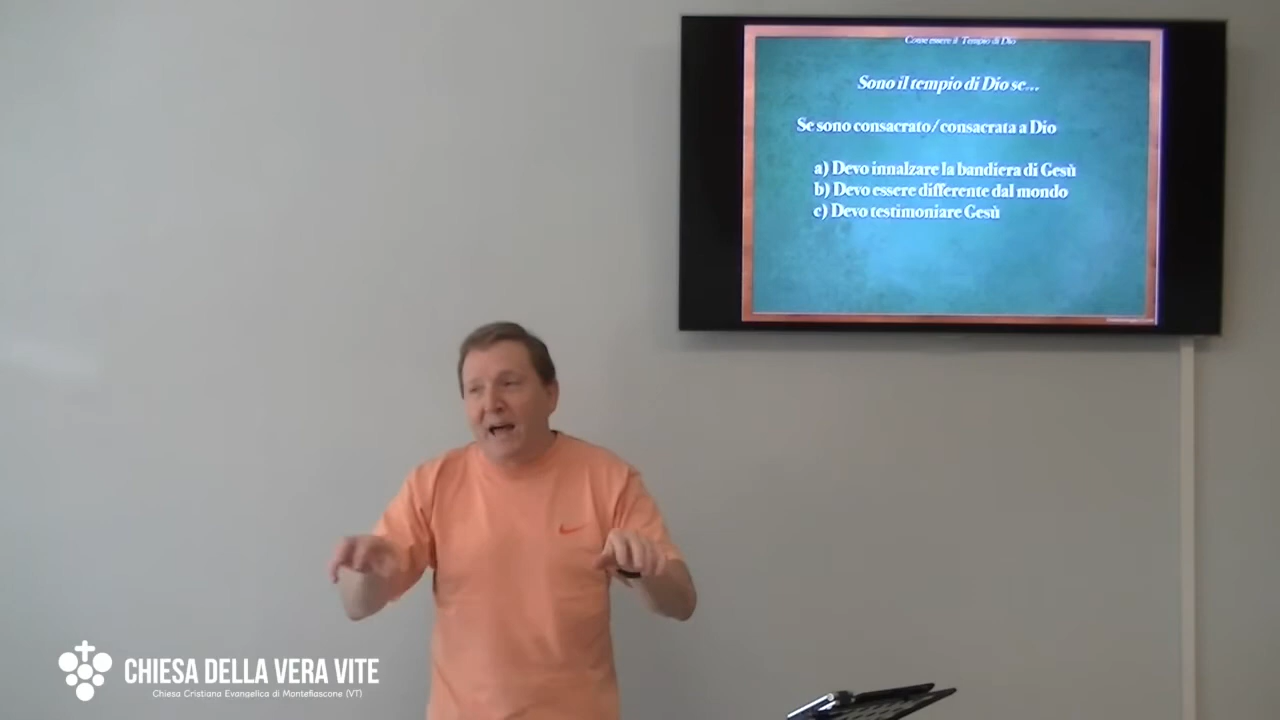 Come essere il Tempio di Dio
Sono il tempio di Dio se...
Se sono consacrato/consacrata a Dio
a) Devo innalzare la bandiera di Gesù
b) Devo essere differente dal mondo
c) Devo testimoniare Gesù
CHIESA DELLA VERA VITE
Chiesa Cristiana Evangelica di Montefiascone (VT)